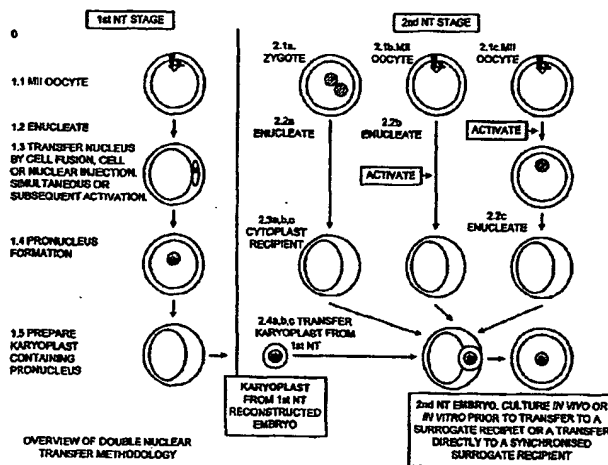 1st NT STAGE
2nd NT STAGE
0
1.1 MII OOCYTE
1.2 ENUCLEATE
1.3 TRANSFER NUCLEUS
BY CELL FUSION, CELL
OR NUCLEAR INJECTION.
SIMULTANEOUS OR
SUBSEQUENT ACTIVATION.
1.4 PRONUCLEUS
FORMATION
1.5 PREPARE
KARYOPLAST
CONTAINING
PRONUCLEUS
OVERVIEW OF DOUBLE NUCLEAR
TRANSFER METHODOLOGY
2.1a.
ZYGOTE
2.1b.MII
OOCYTE
2.1c.MII
OOCYTE
2.2a
ENUCLEATE
2.2b
ENUCLEATE
ACTIVATE
ACTIVATE
2.2c
ENUCLEATE
2.3a,b,c
CYTOPLAST
RECIPIENT
2.4a,b,c TRANSFER
KARYOPLAST FROM
1st NT
KARYOPLAST
FROM 1st NT
RECONSTRUCTED
EMBRYO
2nd NT EMBRYO. CULTURE IN VIVO OR
IN VITRO PRIOR TO TRANSFER TO A
SURROGATE RECIPIET OR A TRANSFER
DIRECTLY TO A SYNCHRONISED
SURROGATE RECIPIENT